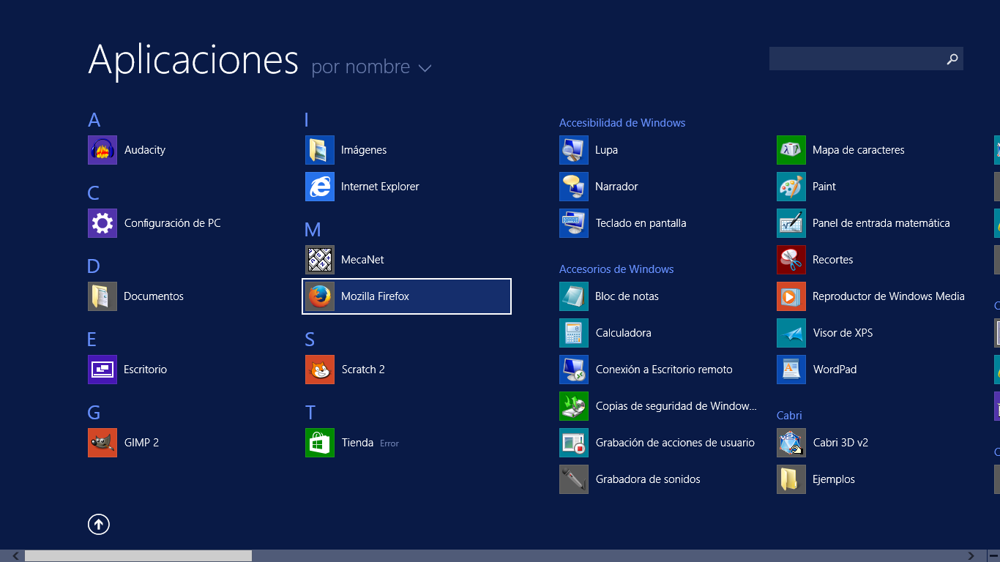 Aplicaciones por nombre
A
Audacity
C
Configuración de PC
D
Documentos
E
Escritorio
G
GIMP 2
I
Imágenes
Internet Explorer
M
MecaNet
Mozilla Firefox
S
Scratch 2
T
Tienda Error
Accesibilidad de Windows
Lupa
Narrador
Teclado en pantalla
Accesorios de Windows
Bloc de notas
Calculadora
Conexión a Escritorio remoto
Copias de seguridad de Window...
Grabación de acciones de usuario
Grabadora de sonidos
Mapa de caracteres
Paint
Panel de entrada matemática
Recortes
Reproductor de Windows Media
Visor de XPS
WordPad
Cabri
Cabri 3D v2
Ejemplos